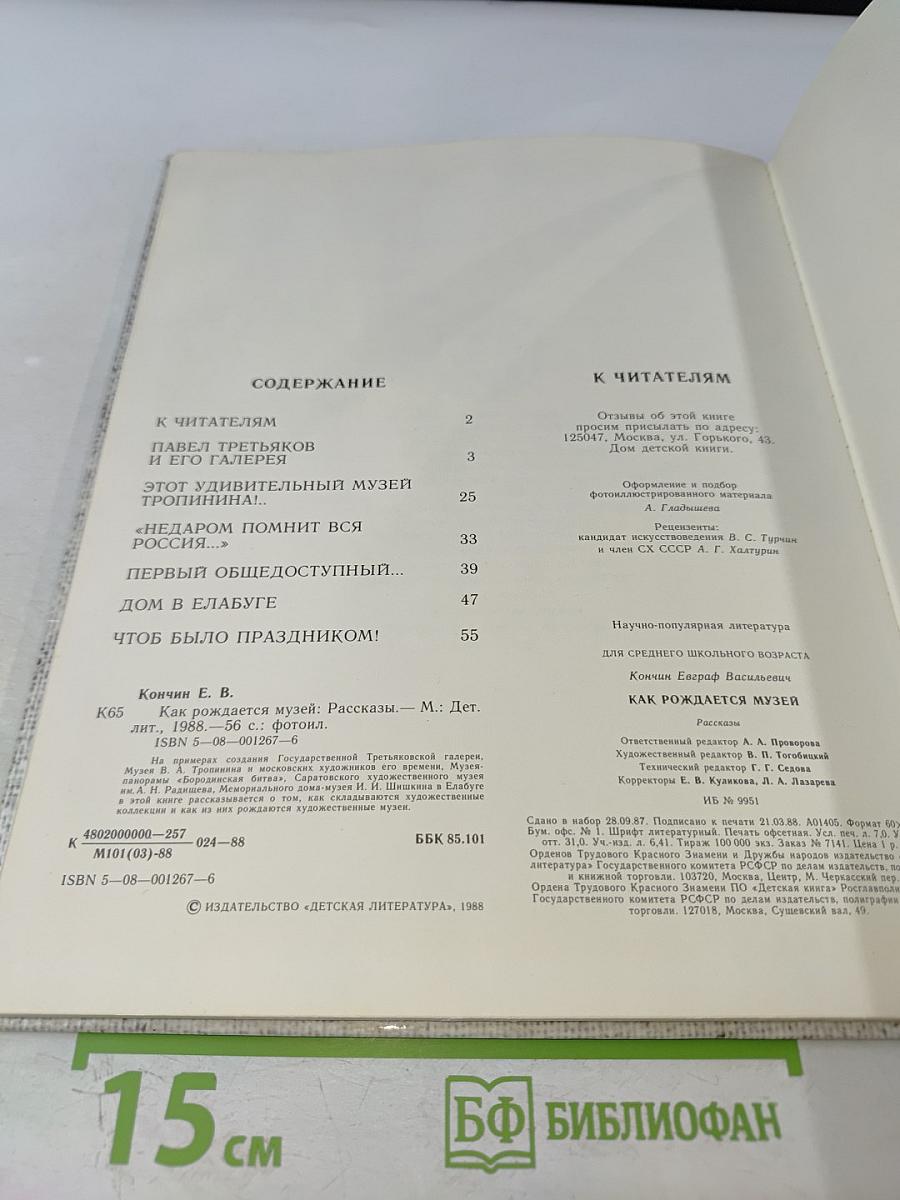 СОДЕРЖАНИЕ
К ЧИТАТЕЛЯМ 2
ПАВЕЛ ТРЕТЬЯКОВ
И ЕГО ГАЛЕРЕЯ 3
ЭТОТ УДИВИТЕЛЬНЫЙ МУЗЕЙ
ТРОПИНИНА!.. 25
«НЕДАРОМ ПОМНИТ ВСЯ
РОССИЯ...» 33
ПЕРВЫЙ ОБЩЕДОСТУПНЫЙ... 39
ДОМ В ЕЛАБУГЕ 47
ЧТОБ БЫЛО ПРАЗДНИКОМ! 55
Кончин Е. В.
К65 Как рождается музей: Рассказы.— М.: Дет.
лит., 1988.—56 с.: фотоил.
ISBN 5—08—001267—6
На примерах создания Государственной Третьяковской галереи,
Музея В. А. Тропинина и московских художников его времени, Музея-
панорамы «Бородинская битва», Саратовского художественного музея
им. А. Н. Радищева, Мемориального дома-музея И. И. Шишкина в Елабуге
в этой книге рассказывается о том, как складываются художественные
коллекции и как из них рождаются художественные музеи.
К 4802000000—257
М101(03)-88 024—88
ББК 85.101
ISBN 5—08—001267—6
© ИЗДАТЕЛЬСТВО «ДЕТСКАЯ ЛИТЕРАТУРА», 1988
К ЧИТАТЕЛЯМ
Отзывы об этой книге
просим присылать по адресу:
125047, Москва, ул. Горького, 43.
Дом детской книги.
Оформление и подбор
фотоиллюстрированного материала
А. Гладышева
Рецензенты:
кандидат искусствоведения В. С. Турчин
и член СХ СССР А. Г. Халтурин
Научно-популярная литература
ДЛЯ СРЕДНЕГО ШКОЛЬНОГО ВОЗРАСТА
Кончин Евграф Васильевич
КАК РОЖДАЕТСЯ МУЗЕЙ
Рассказы
Ответственный редактор А. А. Проворова
Художественный редактор В. П. Тогобицкий
Технический редактор Г. Г. Седова
Корректоры Е. В. Куликова, Л. А. Лазарева
ИБ № 9951
Сдано в набор 28.09.87. Подписано к печати 21.03.88. А01405. Формат 60×
Бум. офс. № 1. Шрифт литературный. Печать офсетная. Усл. печ. л. 7,0. У
отт. 31,0. Уч.-изд. л. 6,41. Тираж 100 000 экз. Заказ № 7141. Цена 1 р.
Орденов Трудового Красного Знамени и Дружбы народов издательство
литература» Государственного комитета РСФСР по делам издательств, по
и книжной торговли. 103720, Москва, Центр, М. Черкасский пер.
Ордена Трудового Красного Знамени ПО «Детская книга» Росглавполи
Государственного комитета РСФСР по делам издательств, полиграфии
торговли. 127018, Москва, Сущевский вал, 49.
15 см
БФ БИБЛИОФАН